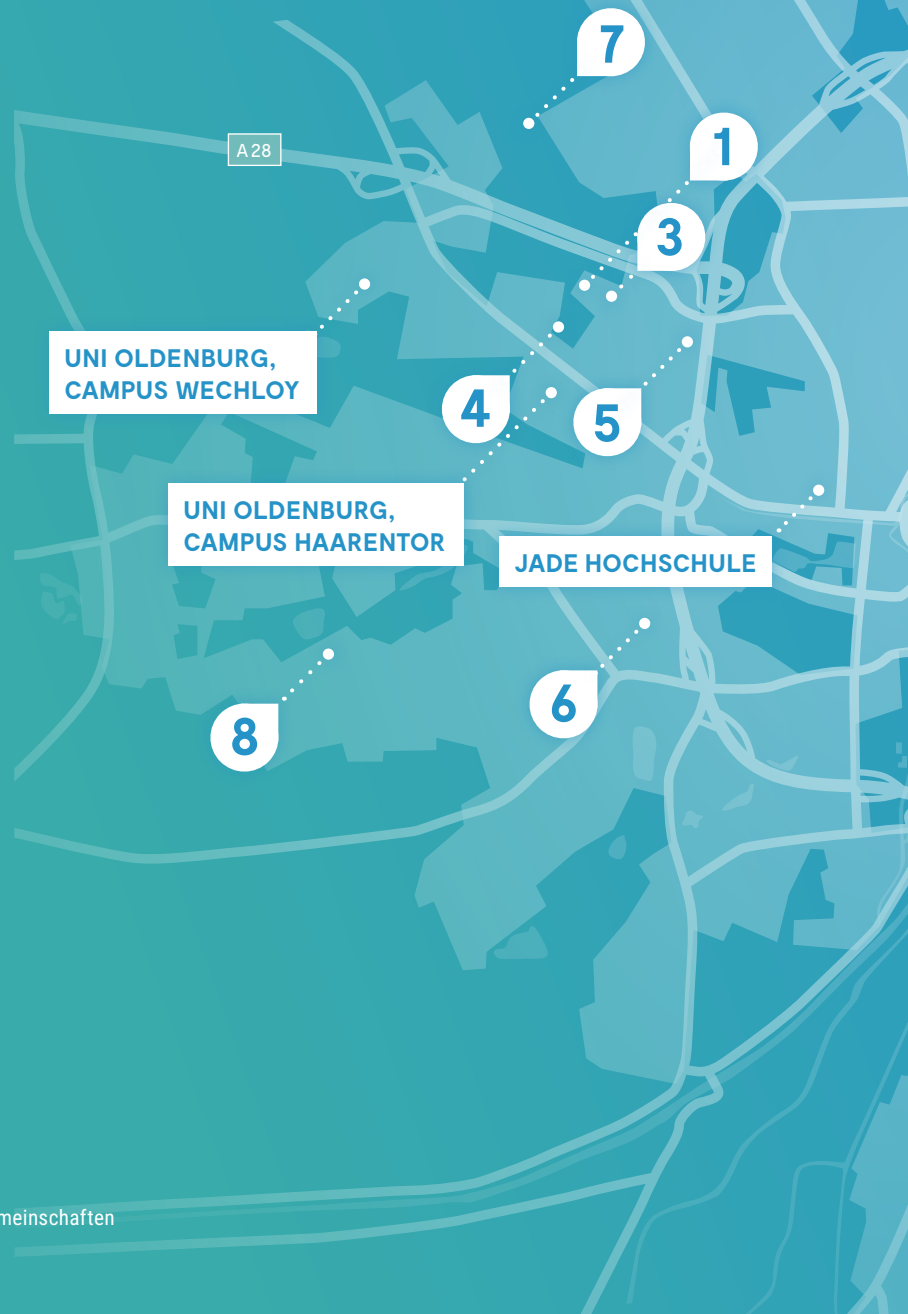 7
A 28
1
3
UNI OLDENBURG,
CAMPUS WECHLOY
4
5
UNI OLDENBURG,
CAMPUS HAARENTOR
JADE HOCHSCHULE
6
8
meinschaften